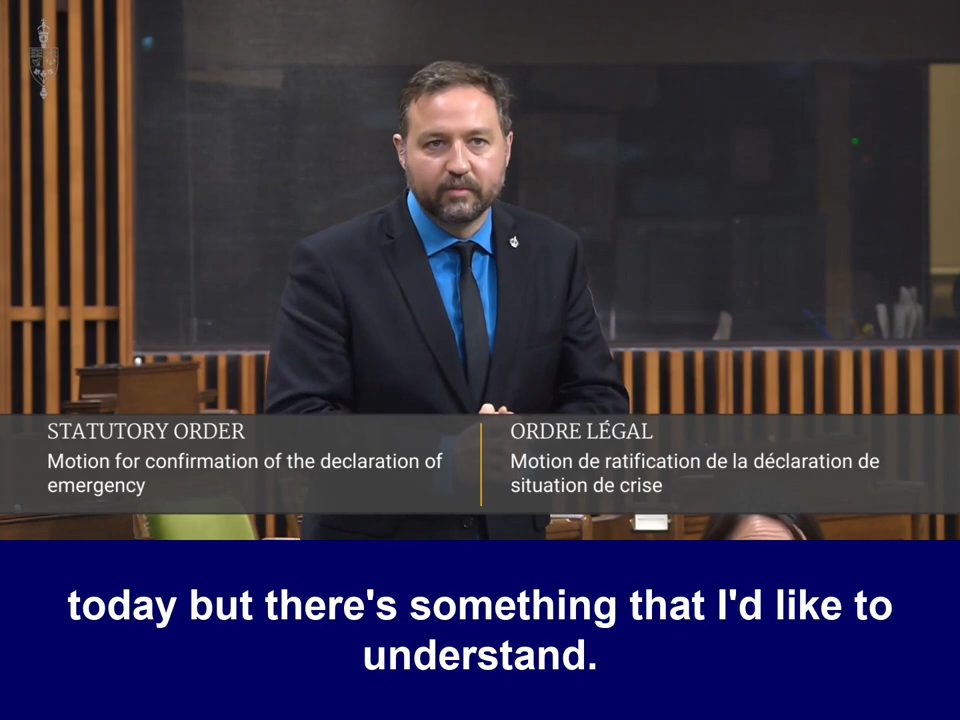 STATUTORY ORDER
Motion for confirmation of the declaration of
emergency
ORDRE LÉGAL
Motion de ratification de la déclaration de
situation de crise
today but there's something that I'd like to
understand.